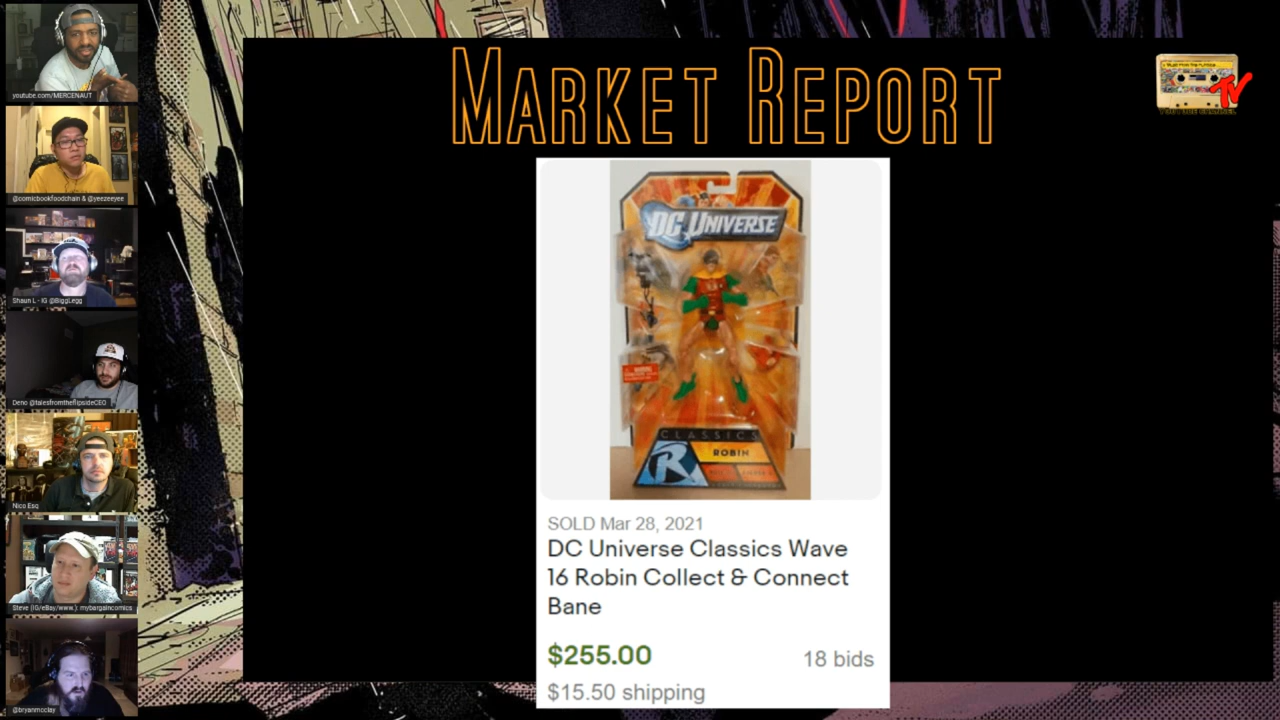 youtube.com/MERCENAUT
@comicbookfoodchain & @yeezeeyee
Shaun L - IG @BiggLegg
Deno @talesfromtheflipsideCEO
Nico Esq
Steve (IG/eBay/www.): mybargaincomics
@bryanmcclay
MARKET REPORT
TV
DC UNIVERSE
CLASSICS
ROBIN
SOLD Mar 28, 2021
DC Universe Classics Wave
16 Robin Collect & Connect
Bane
$255.00
18 bids
$15.50 shipping